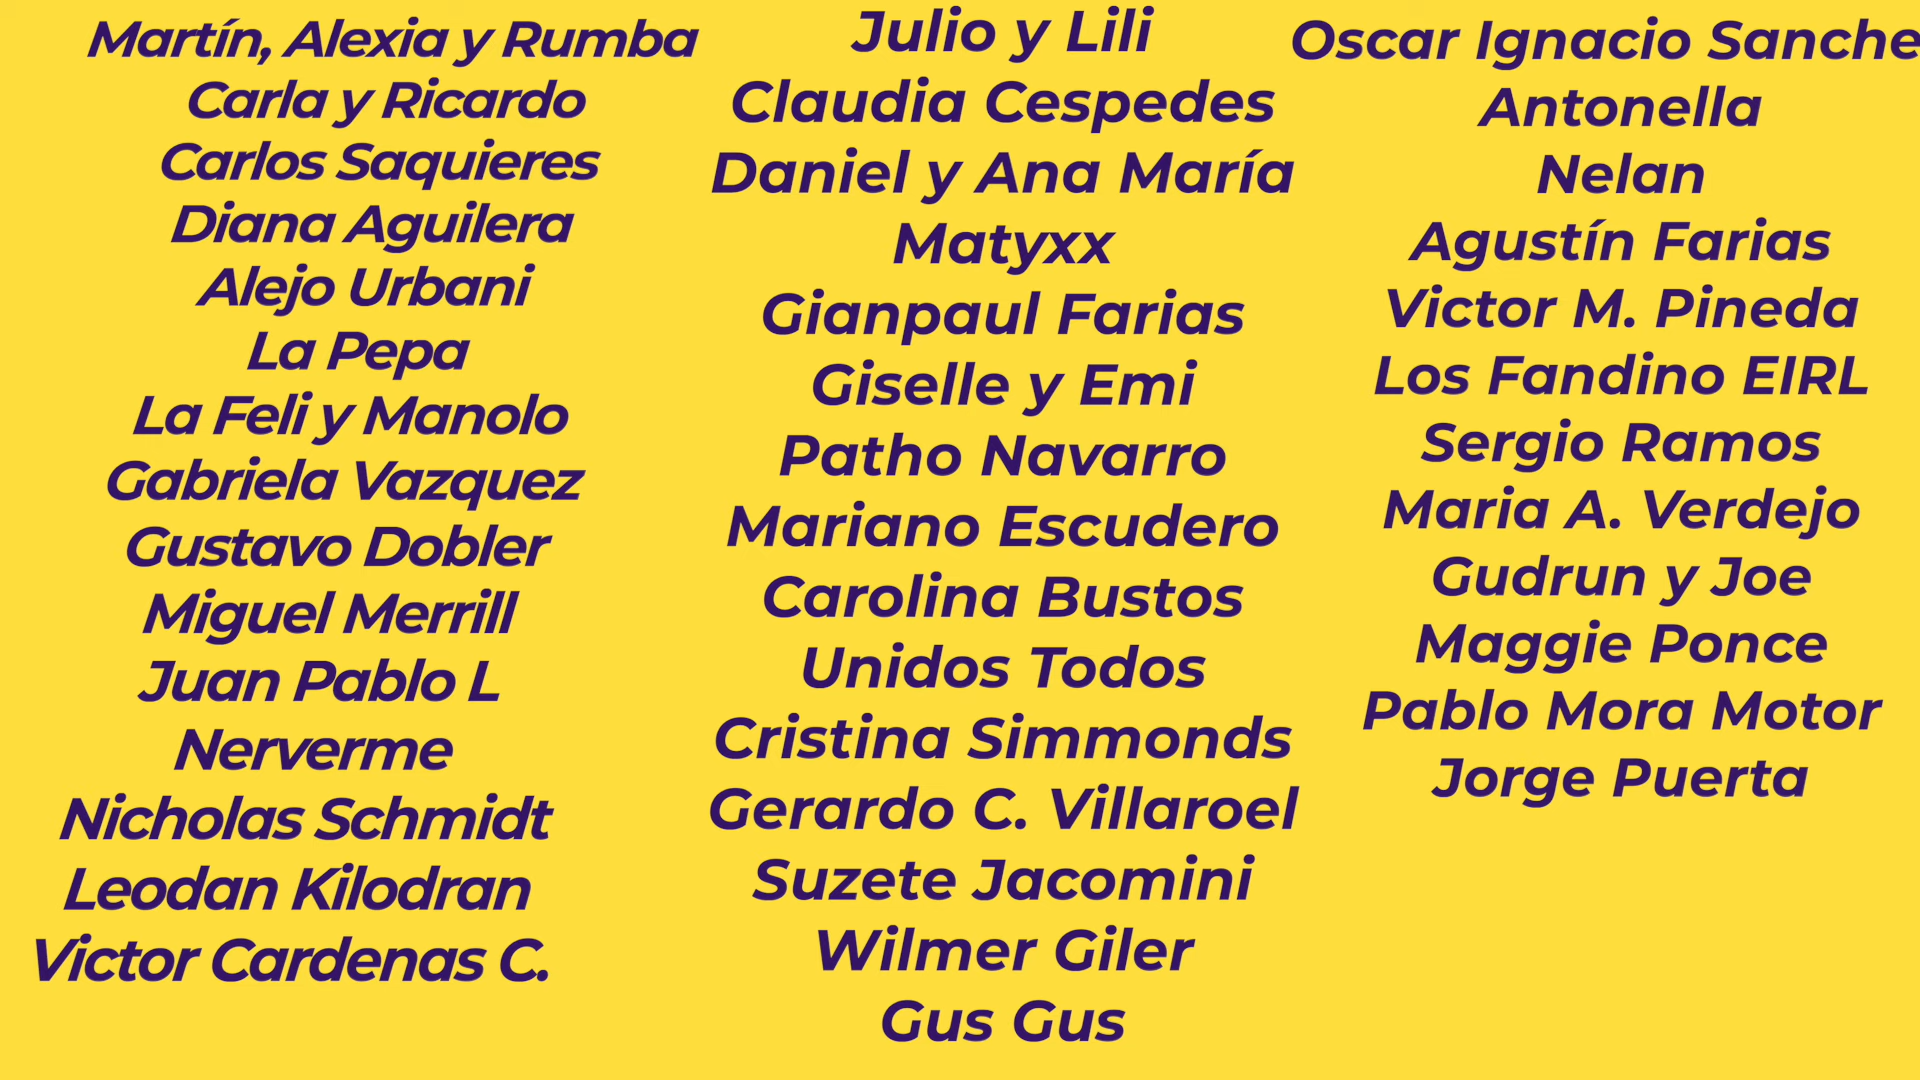 Martín, Alexia y Rumba
Carla y Ricardo
Carlos Saquieres
Diana Aguilera
Alejo Urbani
La Pepa
La Feli y Manolo
Gabriela Vazquez
Gustavo Dobler
Miguel Merrill
Juan Pablo L
Nerverme
Nicholas Schmidt
Leodan Kilodran
Victor Cardenas C.
Julio y Lili
Claudia Cespedes
Daniel y Ana María
Matyxx
Gianpaul Farias
Giselle y Emi
Patho Navarro
Mariano Escudero
Carolina Bustos
Unidos Todos
Cristina Simmonds
Gerardo C. Villaroel
Suzete Jacomini
Wilmer Giler
Gus Gus
Oscar Ignacio Sanche
Antonella
Nelan
Agustín Farias
Victor M. Pineda
Los Fandino EIRL
Sergio Ramos
Maria A. Verdejo
Gudrun y Joe
Maggie Ponce
Pablo Mora Motor
Jorge Puerta